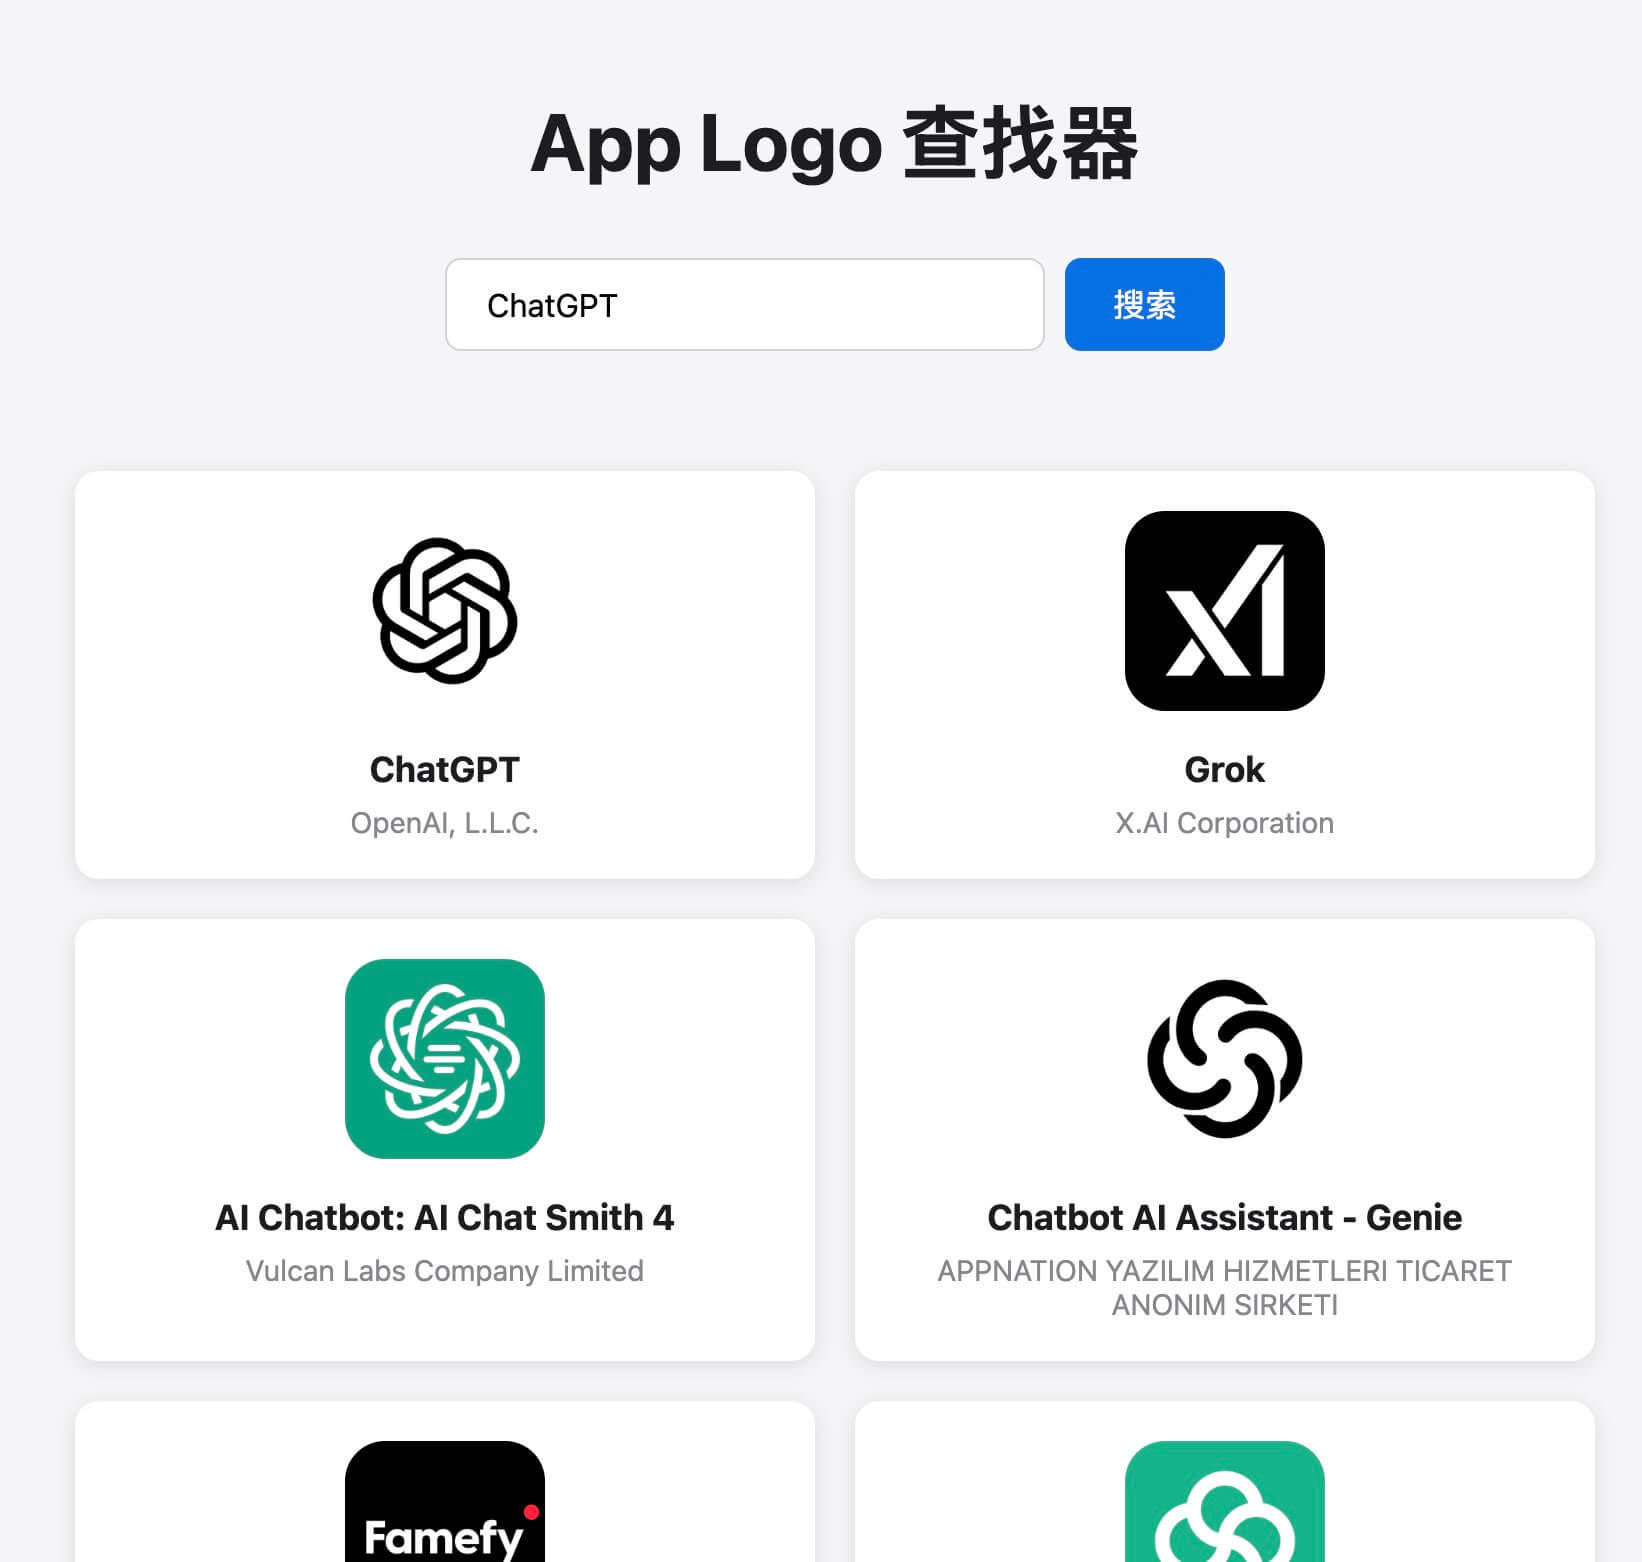 App Logo 查找器
ChatGPT
搜索
ChatGPT
OpenAI, L.L.C.
xI
Grok
X.AI Corporation
AI Chatbot: AI Chat Smith 4
Vulcan Labs Company Limited
Chatbot AI Assistant - Genie
APPNATION YAZILIM HIZMETLERI TICARET
ANONIM SIRKETI
Famefy